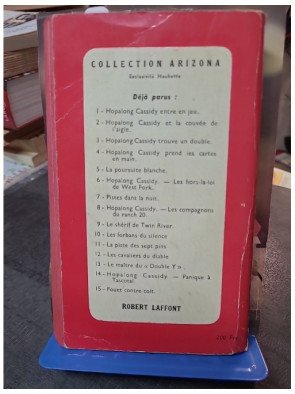 COLLECTION ARIZONA
Exclusivité Hachette
Déjà parus :
1 - Hopalong Cassidy entre en jeu.
2 - Hopalong Cassidy et la couvée de
l'aigle.
3 - Hopalong Cassidy trouve un double.
4 - Hopalong Cassidy prend les cartes
en main.
5 - La poursuite blanche.
6 - Hopalong Cassidy. — Les hors-la-loi
de West Fork.
7 - Pistes dans la nuit.
8 - Hopalong Cassidy. — Les compagnons
du ranch 20.
9 - Le shérif de Twin River.
10 - Les forbans du silence
11 - La piste des sept pins
12 - Les cavaliers du diable
13 - Le maître du « Double Y ».
14 - Hopalong Cassidy — Panique à
Tascosa.
15 - Fouet contre colt.
ROBERT LAFFONT
200 Fr